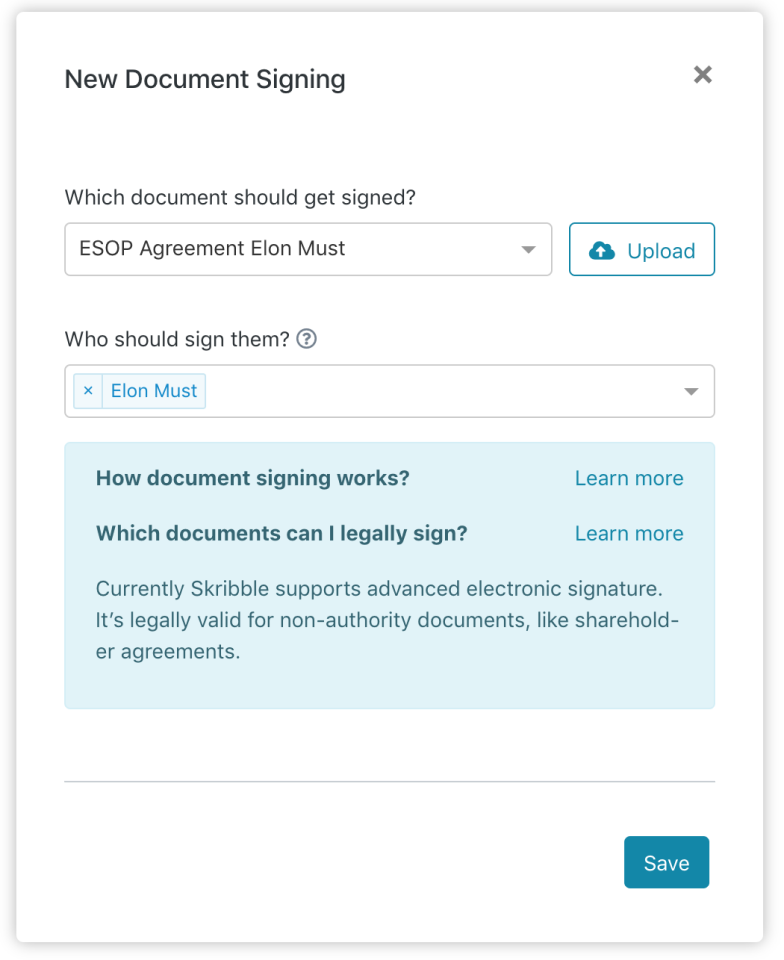 New Document Signing ×
Which document should get signed?
ESOP Agreement Elon Must
Upload
Who should sign them? ?
× Elon Must
How document signing works? Learn more
Which documents can I legally sign? Learn more
Currently Skribble supports advanced electronic signature.
It’s legally valid for non-authority documents, like sharehold-
er agreements.
Save